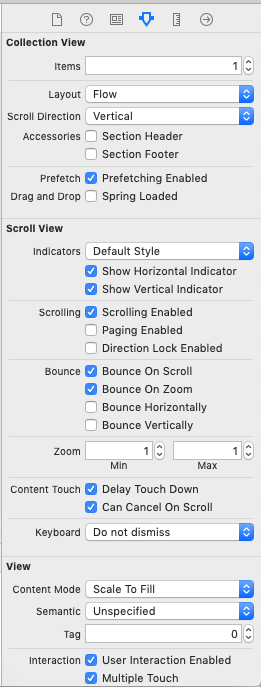 Collection View
Items 1
Layout Flow
Scroll Direction Vertical
Accessories Section Header
Section Footer
Prefetch Prefetching Enabled
Drag and Drop Spring Loaded
Scroll View
Indicators Default Style
Show Horizontal Indicator
Show Vertical Indicator
Scrolling Scrolling Enabled
Paging Enabled
Direction Lock Enabled
Bounce Bounce On Scroll
Bounce On Zoom
Bounce Horizontally
Bounce Vertically
Zoom 1 1
Min Max
Content Touch Delay Touch Down
Can Cancel On Scroll
Keyboard Do not dismiss
View
Content Mode Scale To Fill
Semantic Unspecified
Tag 0
Interaction User Interaction Enabled
Multiple Touch